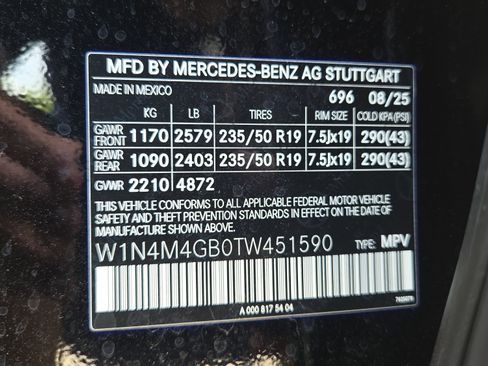 MFD BY MERCEDES-BENZ AG STUTTGART
MADE IN MEXICO 696 08/25
KG LB TIRES RIM SIZE COLD KPA(PSI)
GAWR FRONT 1170 2579 235/50 R19 7.5Jx19 290(43)
GAWR REAR 1090 2403 235/50 R19 7.5Jx19 290(43)
GVWR 2210 4872
THIS VEHICLE CONFORMS TO ALL APPLICABLE FEDERAL MOTOR VEHICLE
SAFETY AND THEFT PREVENTION STANDARDS IN EFFECT ON THE DATE OF
MANUFACTURE SHOWN ABOVE.
W1N4M4GB0TW451590 TYPE: MPV
A 000 817 54 04